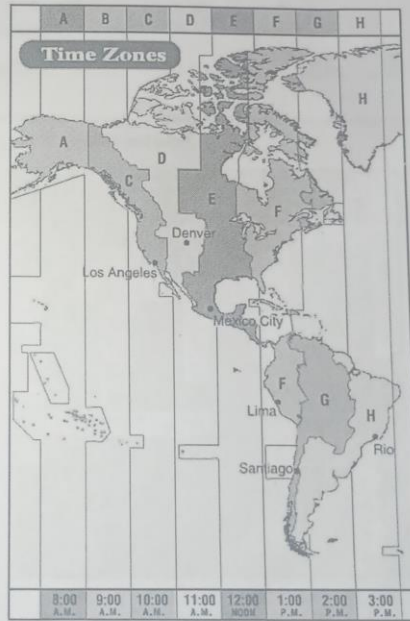 A B C D E F G H
Time Zones
H
A
D
C
E
F
Denver
Los Angeles
Mexico City
F
G
Lima
H
Rio
Santiago
8:00 9:00 10:00 11:00 12:00 1:00 2:00 3:00
A.M. A.M. A.M. A.M. NOON P.M. P.M. P.M.